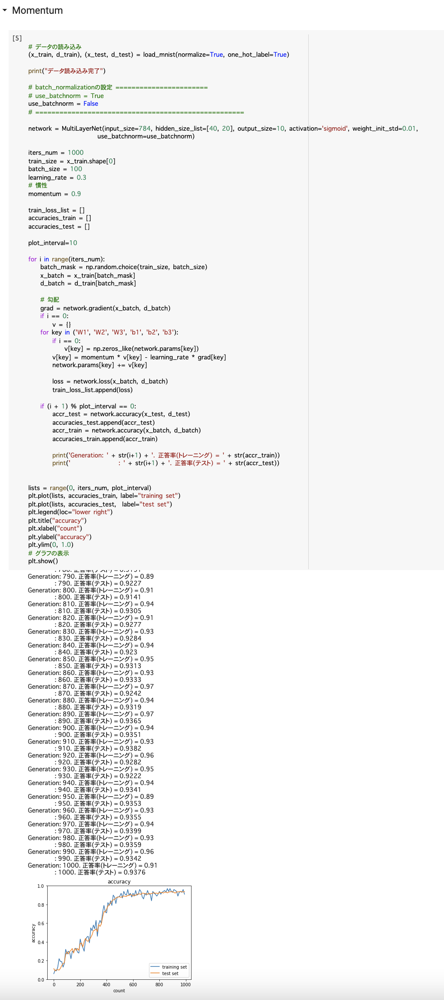 Momentum
[5]
# データの読み込み
(x_train, d_train), (x_test, d_test) = load_mnist(normalize=True, one_hot_label=True)
print("データ読み込み完了")
# batch_normalizationの設定 =======================
# use_batchnorm = True
use_batchnorm = False
# ====================================================
network = MultiLayerNet(input_size=784, hidden_size_list=[40, 20], output_size=10, activation='sigmoid', weight_init_std=0.01,
use_batchnorm=use_batchnorm)
iters_num = 1000
train_size = x_train.shape[0]
batch_size = 100
learning_rate = 0.3
# 慣性
momentum = 0.9
train_loss_list = []
accuracies_train = []
accuracies_test = []
plot_interval=10
for i in range(iters_num):
batch_mask = np.random.choice(train_size, batch_size)
x_batch = x_train[batch_mask]
d_batch = d_train[batch_mask]
# 勾配
grad = network.gradient(x_batch, d_batch)
if i == 0:
v = {}
for key in ('W1', 'W2', 'W3', 'b1', 'b2', 'b3'):
if i == 0:
v[key] = np.zeros_like(network.params[key])
v[key] = momentum * v[key] - learning_rate * grad[key]
network.params[key] += v[key]
loss = network.loss(x_batch, d_batch)
train_loss_list.append(loss)
if (i + 1) % plot_interval == 0:
accr_test = network.accuracy(x_test, d_test)
accuracies_test.append(accr_test)
accr_train = network.accuracy(x_batch, d_batch)
accuracies_train.append(accr_train)
print('Generation: ' + str(i+1) + '. 正答率(トレーニング) = ' + str(accr_train))
print('                : ' + str(i+1) + '. 正答率(テスト) = ' + str(accr_test))
lists = range(0, iters_num, plot_interval)
plt.plot(lists, accuracies_train, label="training set")
plt.plot(lists, accuracies_test,  label="test set")
plt.legend(loc="lower right")
plt.title("accuracy")
plt.xlabel("count")
plt.ylabel("accuracy")
plt.ylim(0, 1.0)
# グラフの表示
plt.show()
: 780. 正答率(テスト) = 0.9191
Generation: 790. 正答率(トレーニング) = 0.89
: 790. 正答率(テスト) = 0.9227
Generation: 800. 正答率(トレーニング) = 0.91
: 800. 正答率(テスト) = 0.9141
Generation: 810. 正答率(トレーニング) = 0.94
: 810. 正答率(テスト) = 0.9305
Generation: 820. 正答率(トレーニング) = 0.91
: 820. 正答率(テスト) = 0.9277
Generation: 830. 正答率(トレーニング) = 0.93
: 830. 正答率(テスト) = 0.9284
Generation: 840. 正答率(トレーニング) = 0.94
: 840. 正答率(テスト) = 0.923
Generation: 850. 正答率(トレーニング) = 0.95
: 850. 正答率(テスト) = 0.9313
Generation: 860. 正答率(トレーニング) = 0.93
: 860. 正答率(テスト) = 0.9333
Generation: 870. 正答率(トレーニング) = 0.97
: 870. 正答率(テスト) = 0.9242
Generation: 880. 正答率(トレーニング) = 0.94
: 880. 正答率(テスト) = 0.9319
Generation: 890. 正答率(トレーニング) = 0.97
: 890. 正答率(テスト) = 0.9365
Generation: 900. 正答率(トレーニング) = 0.94
: 900. 正答率(テスト) = 0.9351
Generation: 910. 正答率(トレーニング) = 0.93
: 910. 正答率(テスト) = 0.9382
Generation: 920. 正答率(トレーニング) = 0.96
: 920. 正答率(テスト) = 0.9282
Generation: 930. 正答率(トレーニング) = 0.95
: 930. 正答率(テスト) = 0.9222
Generation: 940. 正答率(トレーニング) = 0.94
: 940. 正答率(テスト) = 0.9341
Generation: 950. 正答率(トレーニング) = 0.89
: 950. 正答率(テスト) = 0.9353
Generation: 960. 正答率(トレーニング) = 0.93
: 960. 正答率(テスト) = 0.9355
Generation: 970. 正答率(トレーニング) = 0.94
: 970. 正答率(テスト) = 0.9399
Generation: 980. 正答率(トレーニング) = 0.93
: 980. 正答率(テスト) = 0.9359
Generation: 990. 正答率(トレーニング) = 0.96
: 990. 正答率(テスト) = 0.9342
Generation: 1000. 正答率(トレーニング) = 0.91
: 1000. 正答率(テスト) = 0.9376
accuracy
1.0
0.8
0.6
0.4
0.2
0.0
accuracy
training set
test set
0 200 400 600 800 1000
count